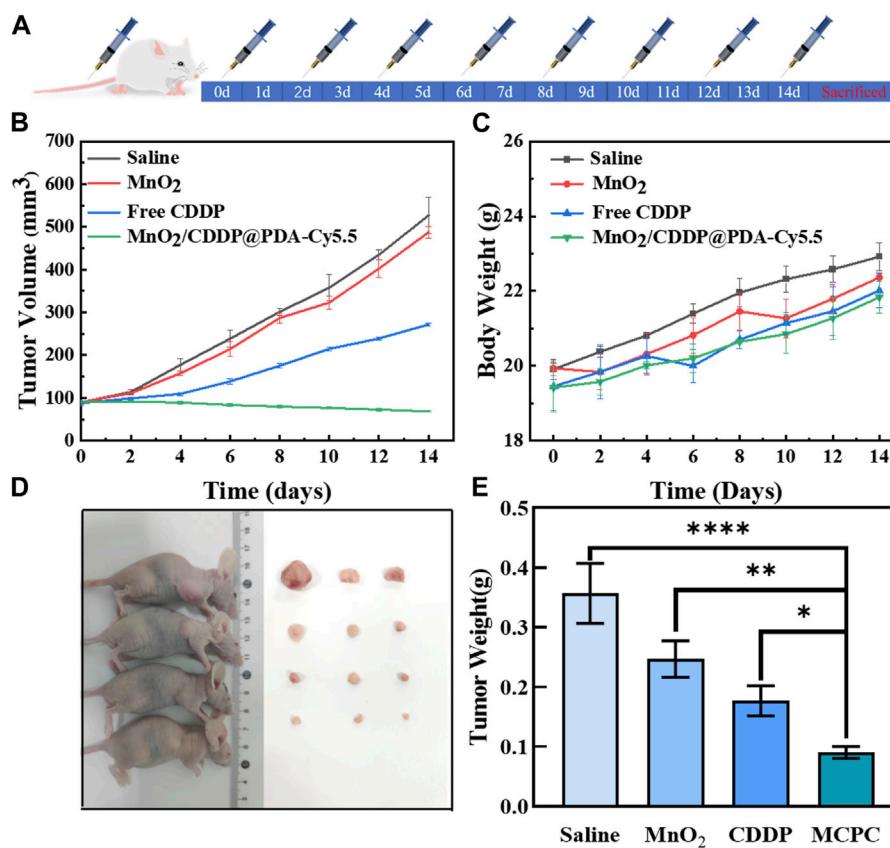 A
0d 1d 2d 3d 4d 5d 6d 7d 8d 9d 10d 11d 12d 13d 14d Sacrificed
B
Tumor Volume (mm³)
700
600
500
400
300
200
100
0
Saline
MnO₂
Free CDDP
MnO₂/CDDP@PDA-Cy5.5
0 2 4 6 8 10 12 14
Time (days)
C
Body Weight (g)
26
24
22
20
18
Saline
MnO₂
Free CDDP
MnO₂/CDDP@PDA-Cy5.5
0 2 4 6 8 10 12 14
Time (Days)
D
E
Tumor Weight(g)
0.5
0.4
0.3
0.2
0.1
0.0
****
**
*
Saline MnO₂ CDDP MCPC